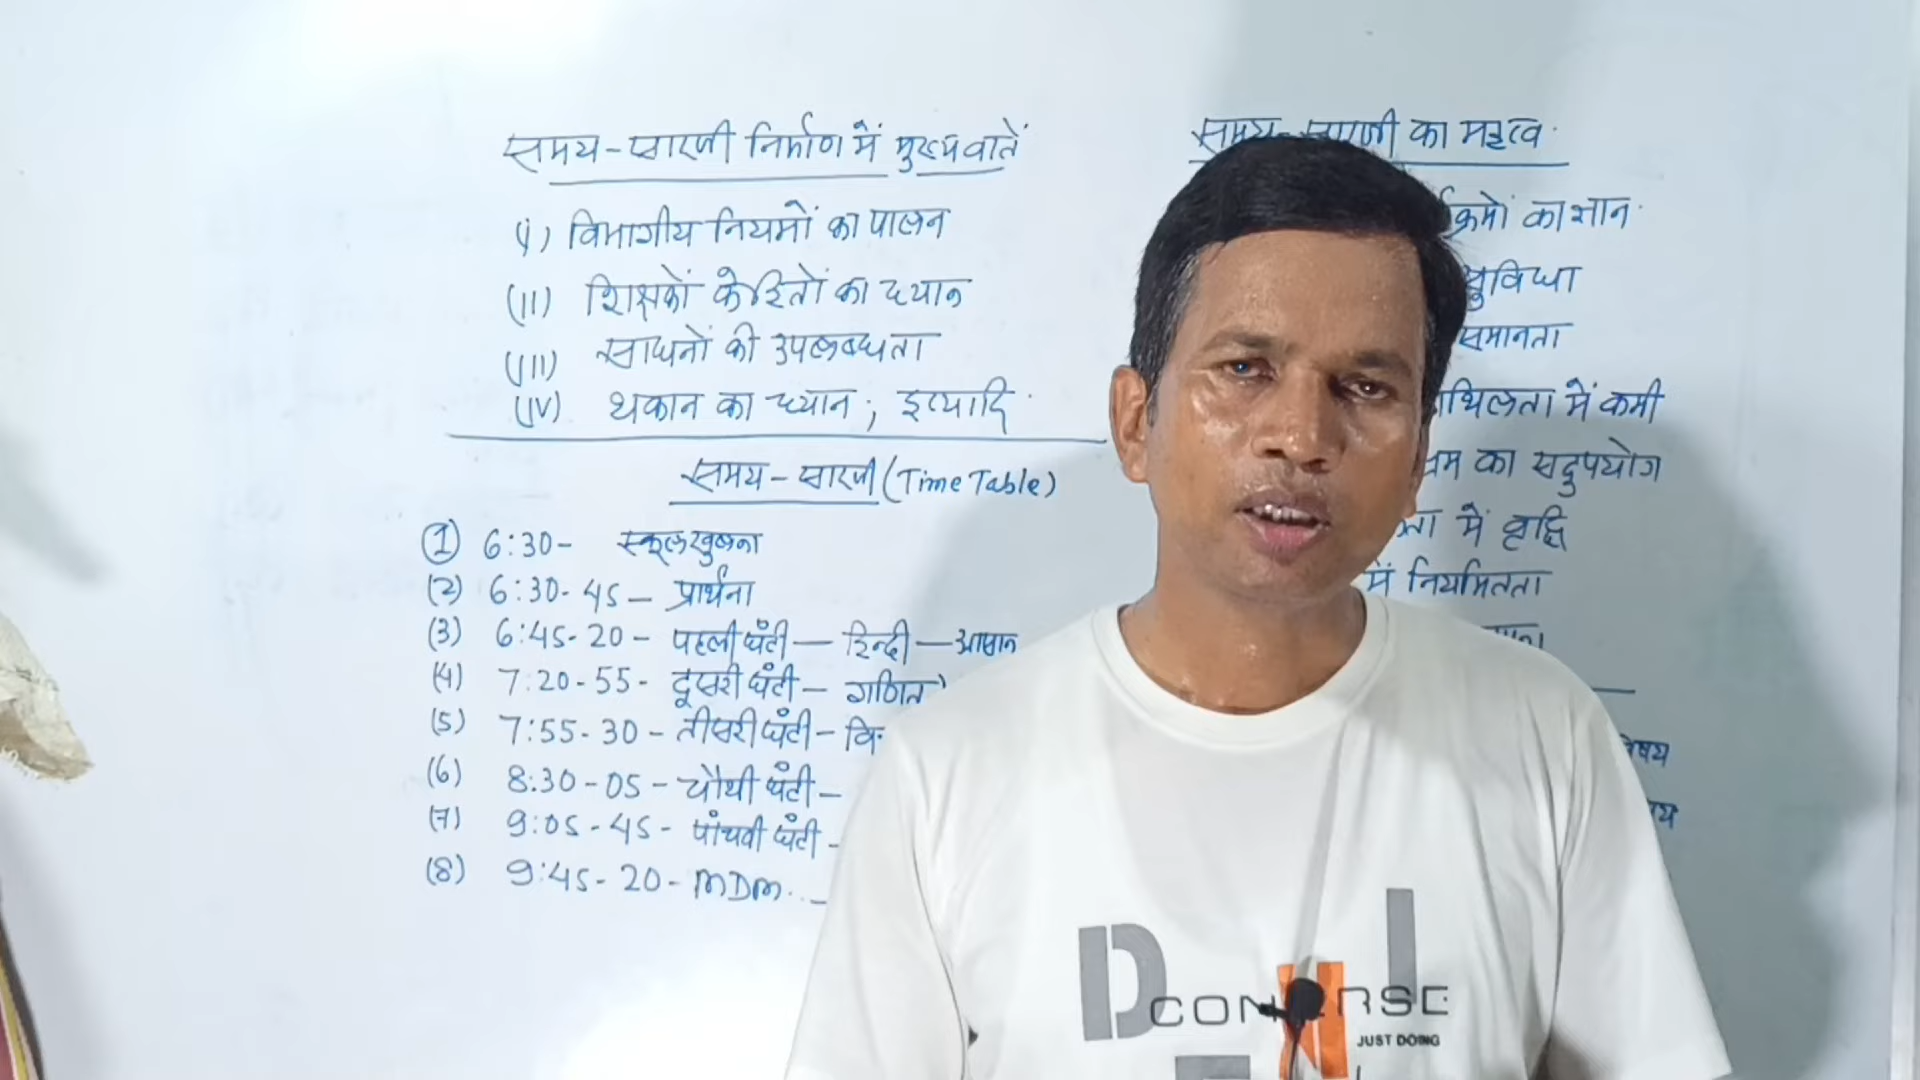 समय-सारणी निर्माण में मुख्य बातें
(i) विभागीय नियमों का पालन
(II) शिक्षकों के हितों का ध्यान
(III) साधनों की उपलब्धता
(IV) थकान का ध्यान, इत्यादि.
समय-सारणी (Time Table)
(1) 6:30- स्कूल खुलना
(2) 6:30-45- प्रार्थना
(3) 6:45-20- पहली घंटी - हिन्दी - आसान
(4) 7:20-55- दूसरी घंटी - गणित
(5) 7:55-30- तीसरी घंटी - वि
(6) 8:30-05- चौथी घंटी -
(7) 9:05-45- पांचवी घंटी -
(8) 9:45-20- MDM. -
समय-सारणी का महत्व.
क्रमों का ज्ञान.
सुविधा
समानता
थिलता में कमी
का सदुपयोग
में वृद्धि
में नियमितता
D
CON RSE
JUST DOING